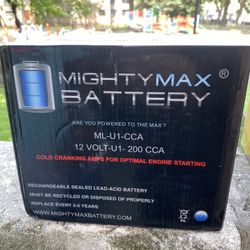 MIGHTYMAX®
BATTERY
ARE YOU POWERED TO THE MAX?
ML-U1-CCA
12 VOLT-U1- 200 CCA
COLD CRANKING AMPS FOR OPTIMAL ENGINE STARTING
RECHARGEABLE SEALED LEAD-ACID BATTERY
MUST BE RECYCLED OR DISPOSED OF PROPERLY
REPLACE EVERY 3-5 YEARS
WWW.MIGHTYMAXBATTERY.COM